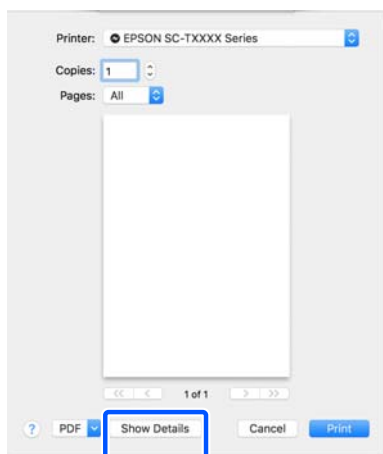 Printer: EPSON SC-TXXXX Series
Copies: 1
Pages: All
<< < 1 of 1 > >>
? PDF Show Details Cancel Print